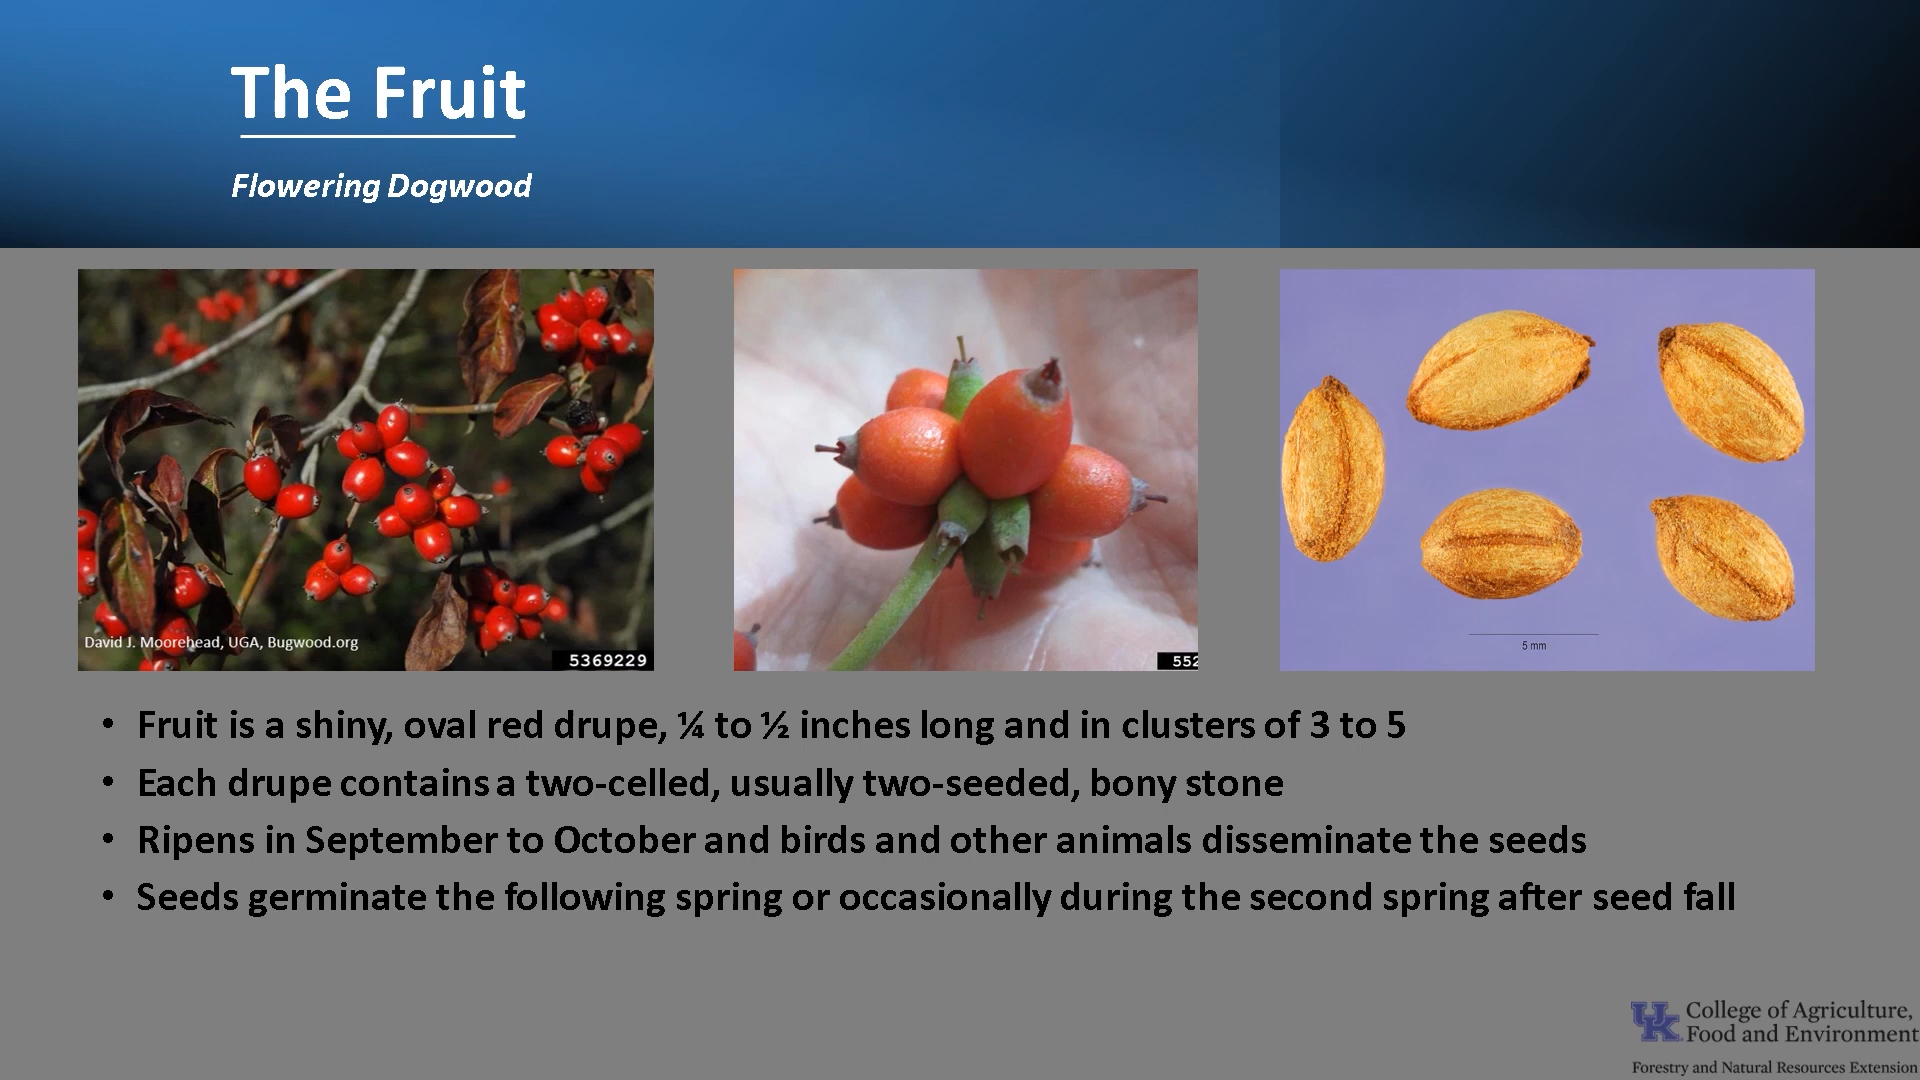 The Fruit
Flowering Dogwood
David J. Moorehead, UGA, Bugwood.org
5369229
552
5 mm
• Fruit is a shiny, oval red drupe, ¼ to ½ inches long and in clusters of 3 to 5
• Each drupe contains a two-celled, usually two-seeded, bony stone
• Ripens in September to October and birds and other animals disseminate the seeds
• Seeds germinate the following spring or occasionally during the second spring after seed fall
UK College of Agriculture,
Food and Environment
Forestry and Natural Resources Extension